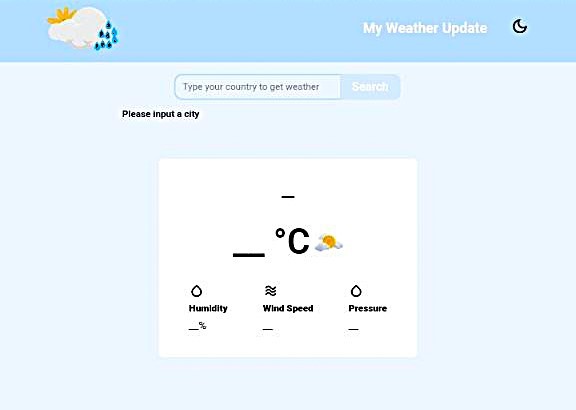 My Weather Update
Type your country to get weather
Search
Please input a city
__
__ °C
Humidity
Wind Speed
Pressure
__%
__
__